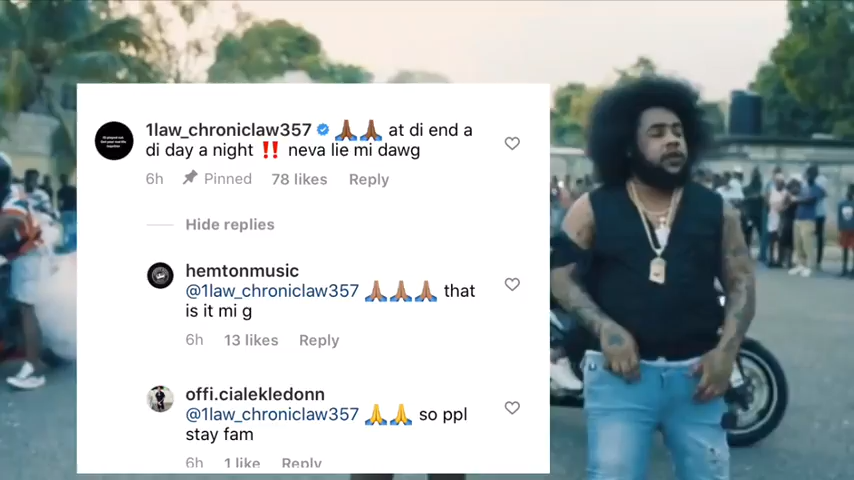 1law_chroniclaw357 🙏🏾🙏🏾 at di end a
di day a night ‼️ neva lie mi dawg
6h Pinned 78 likes Reply
Hide replies
hemtonmusic
@1law_chroniclaw357 🙏🏽🙏🏽🙏🏽 that
is it mi g
6h 13 likes Reply
offi.cialekledonn
@1law_chroniclaw357 🙏🙏 so ppl
stay fam
6h 1 like Reply